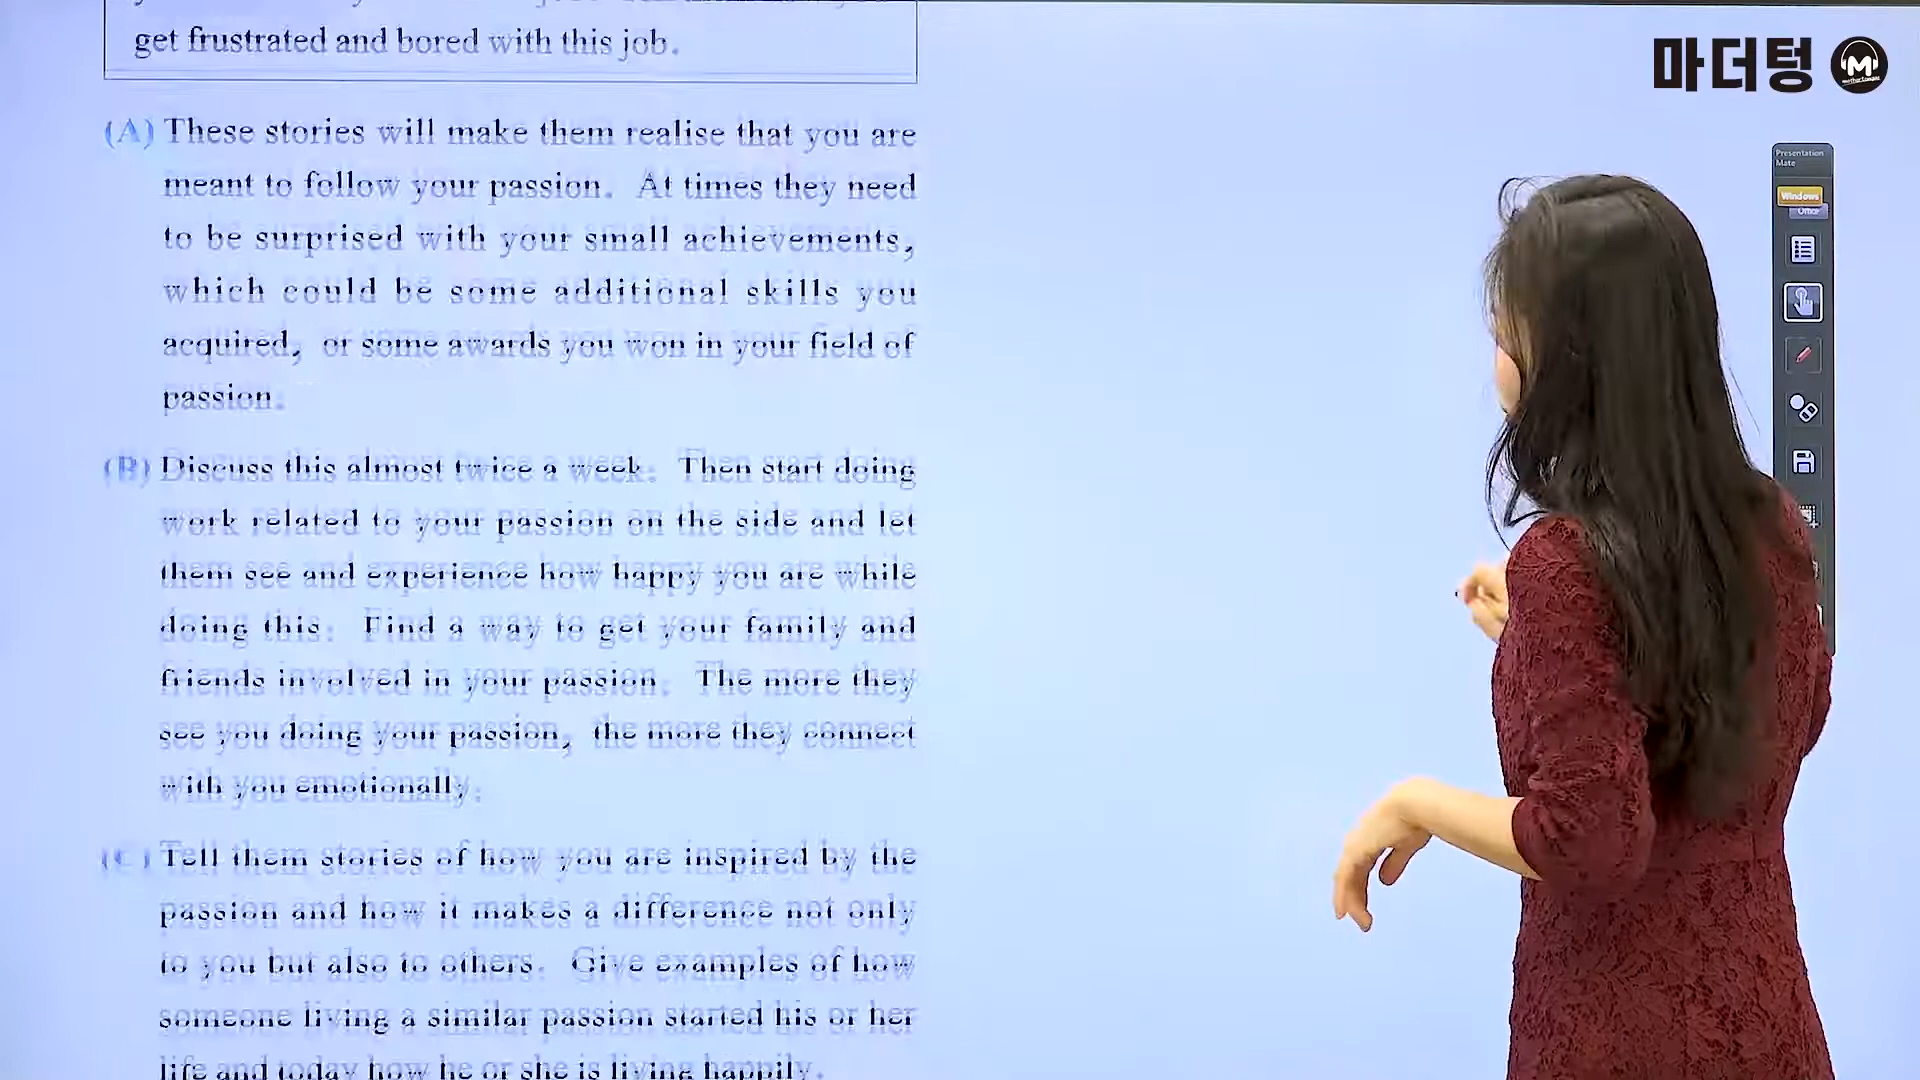 get frustrated and bored with this job.
(A) These stories will make them realise that you are
meant to follow your passion. At times they need
to be surprised with your small achievements,
which could be some additional skills you
acquired, or some awards you won in your field of
passion.
(B) Discuss this almost twice a week. Then start doing
work related to your passion on the side and let
them see and experience how happy you are while
doing this. Find a way to get your family and
friends involved in your passion. The more they
see you doing your passion, the more they connect
with you emotionally.
(C) Tell them stories of how you are inspired by the
passion and how it makes a difference not only
to you but also to others. Give examples of how
someone living a similar passion started his or her
life and today how he or she is living happily.
마더텅
M
Presentation
Mate
Windows
Office